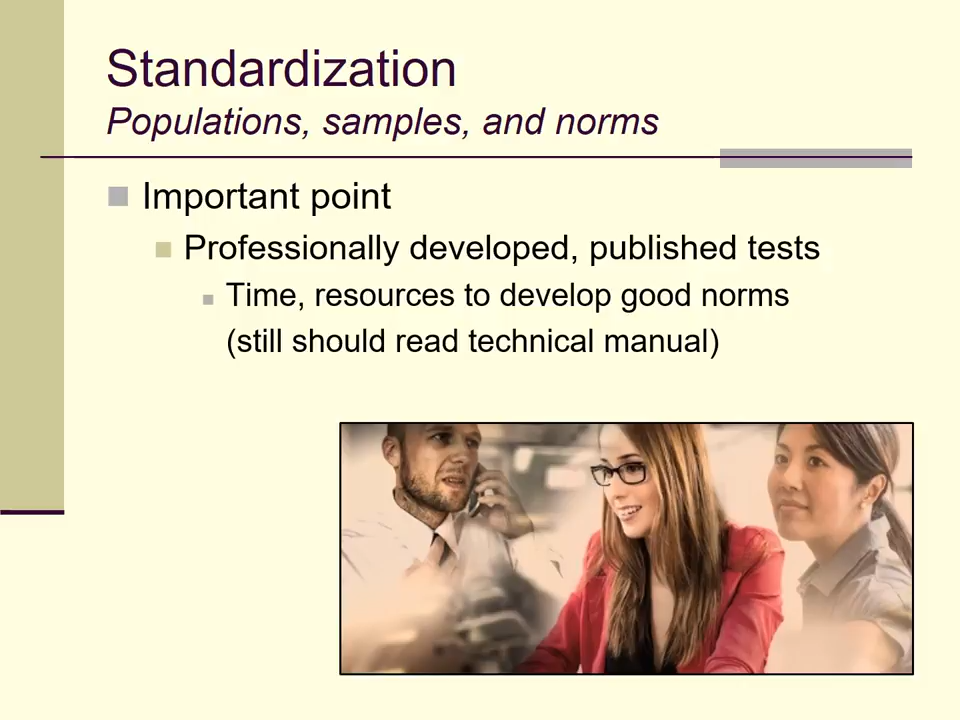 Standardization
Populations, samples, and norms
Important point
Professionally developed, published tests
Time, resources to develop good norms
(still should read technical manual)